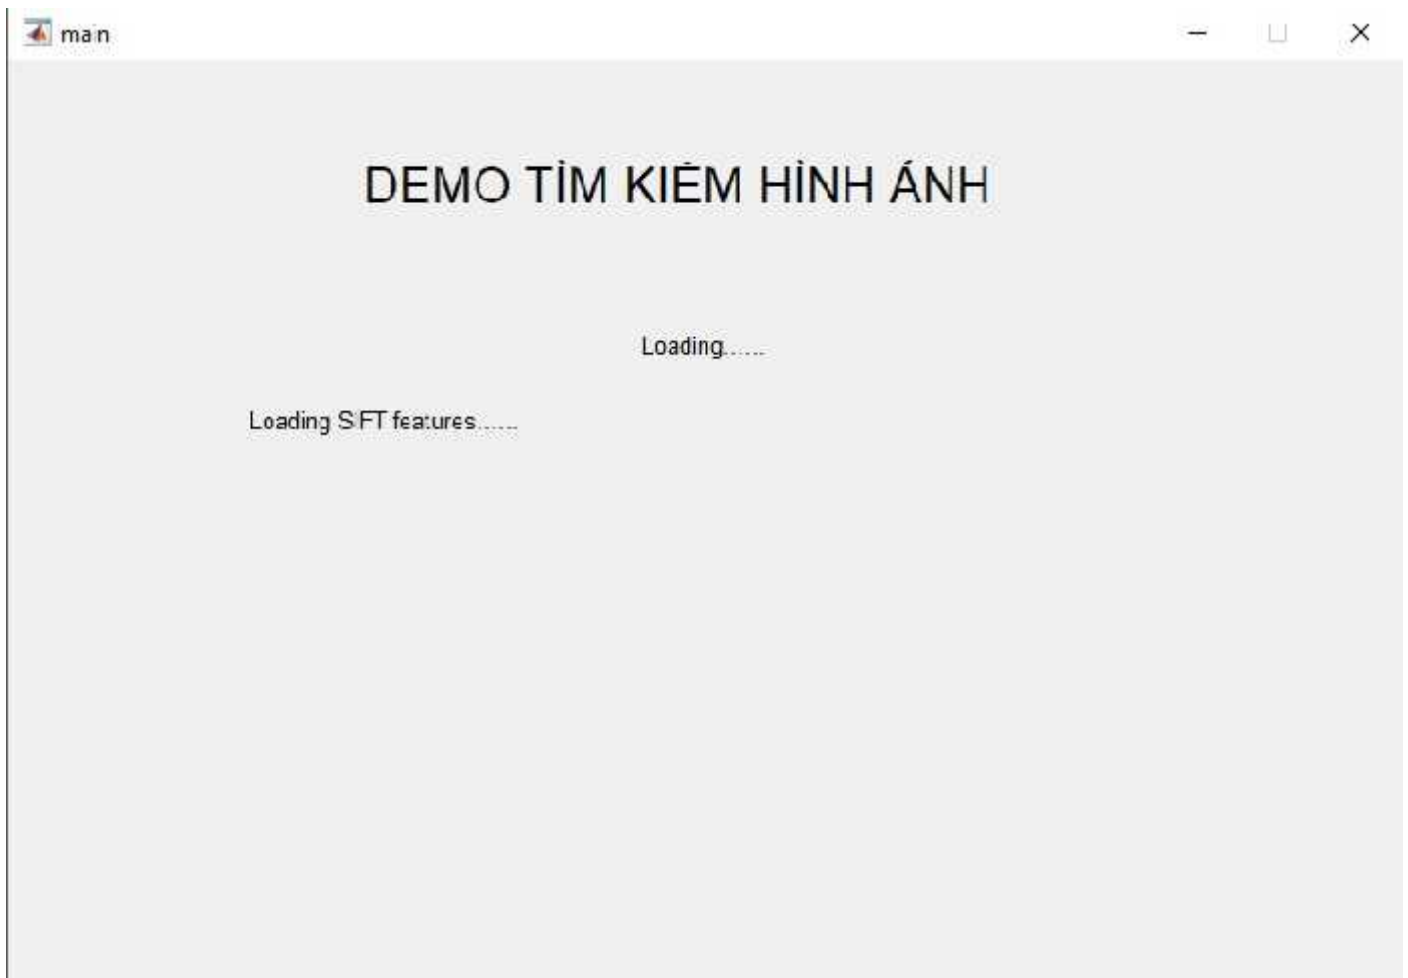 main
DEMO TÌM KIẾM HÌNH ẢNH
Loading.......
Loading SIFT features.......